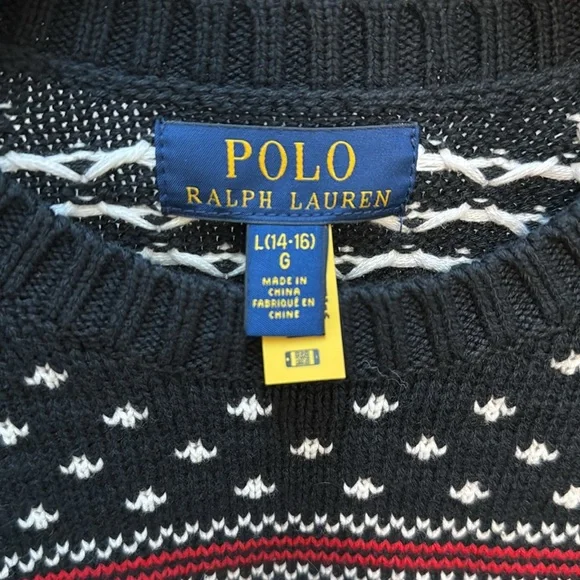 POLO
RALPH LAUREN
L(14-16)
G
MADE IN
CHINA
FABRIQUÉ EN
CHINE